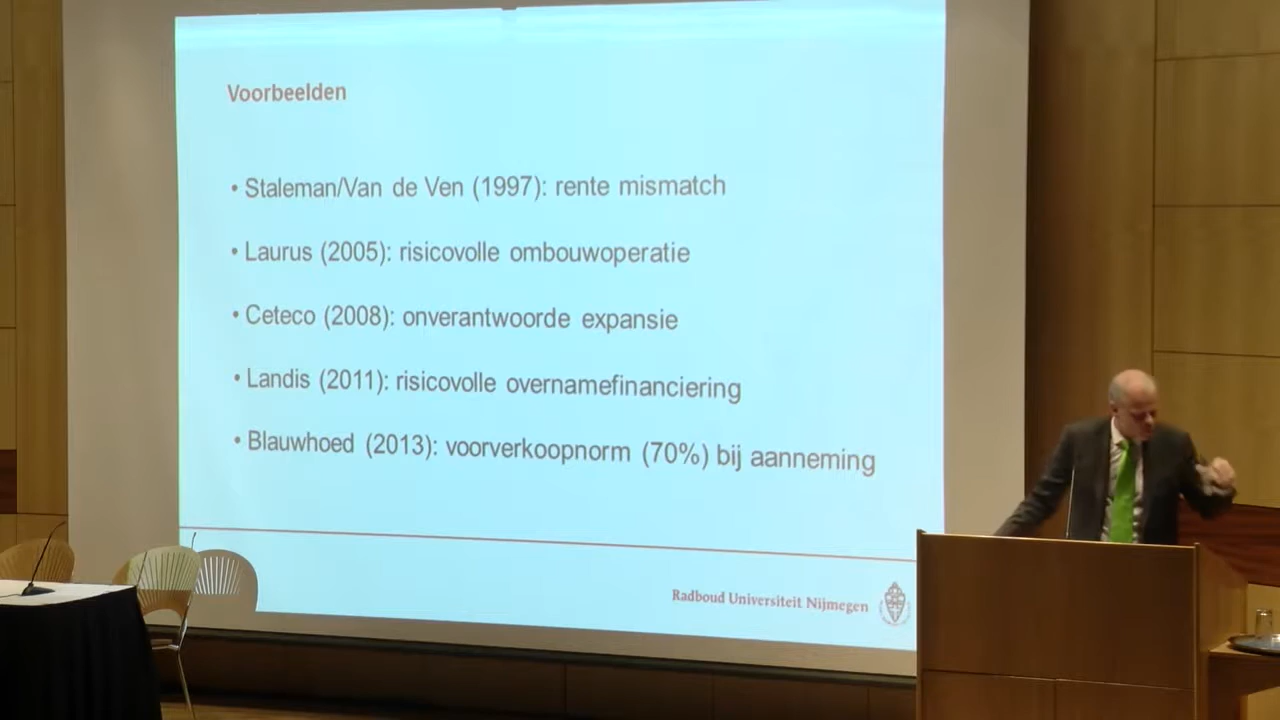 Voorbeelden
• Staleman/Van de Ven (1997): rente mismatch
• Laurus (2005): risicovolle ombouwoperatie
• Ceteco (2008): onverantwoorde expansie
• Landis (2011): risicovolle overnamefinanciering
• Blauwhoed (2013): voorverkoopnorm (70%) bij aanneming
Radboud Universiteit Nijmegen